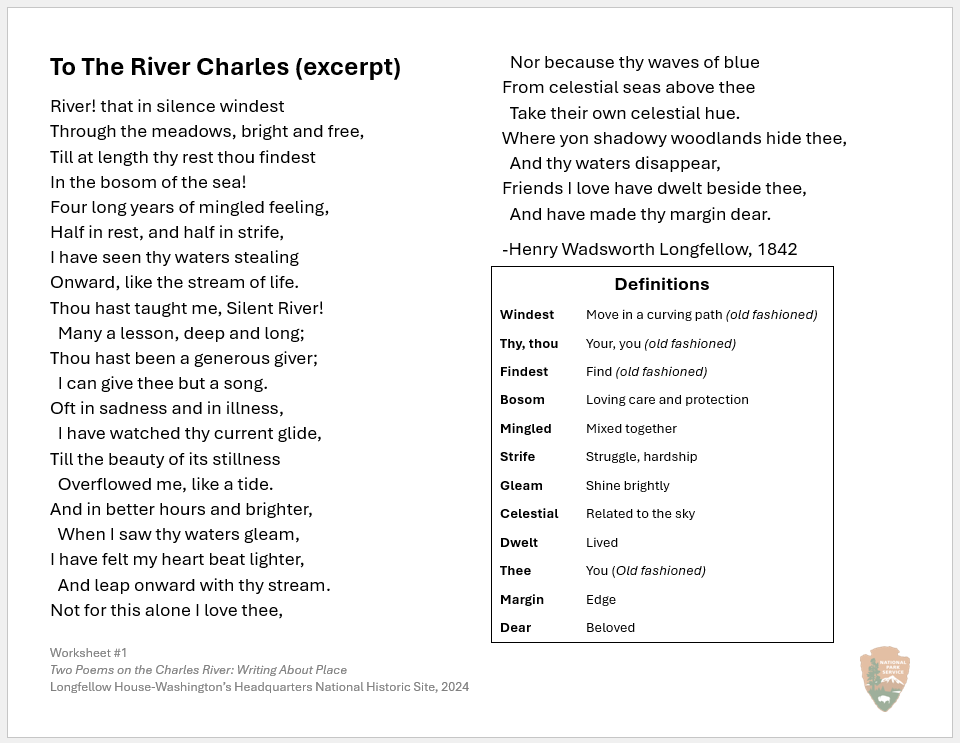 To The River Charles (excerpt)
River! that in silence windest
Through the meadows, bright and free,
Till at length thy rest thou findest
In the bosom of the sea!
Four long years of mingled feeling,
Half in rest, and half in strife,
I have seen thy waters stealing
Onward, like the stream of life.
Thou hast taught me, Silent River!
Many a lesson, deep and long;
Thou hast been a generous giver;
I can give thee but a song.
Oft in sadness and in illness,
I have watched thy current glide,
Till the beauty of its stillness
Overflowed me, like a tide.
And in better hours and brighter,
When I saw thy waters gleam,
I have felt my heart beat lighter,
And leap onward with thy stream.
Not for this alone I love thee,
Nor because thy waves of blue
From celestial seas above thee
Take their own celestial hue.
Where yon shadowy woodlands hide thee,
And thy waters disappear,
Friends I love have dwelt beside thee,
And have made thy margin dear.
-Henry Wadsworth Longfellow, 1842
Definitions
Windest Move in a curving path (old fashioned)
Thy, thou Your, you (old fashioned)
Findest Find (old fashioned)
Bosom Loving care and protection
Mingled Mixed together
Strife Struggle, hardship
Gleam Shine brightly
Celestial Related to the sky
Dwelt Lived
Thee You (Old fashioned)
Margin Edge
Dear Beloved
Worksheet #1
Two Poems on the Charles River: Writing About Place
Longfellow House-Washington's Headquarters National Historic Site, 2024
NATIONAL
PARK
SERVICE